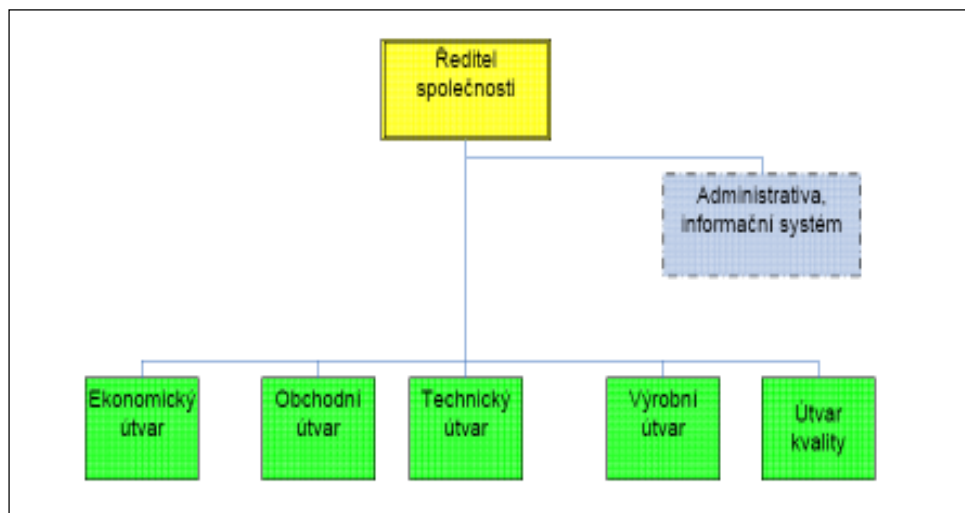 Ředitel
společnosti
Administrativa,
informační systém
Ekonomický
útvar
Obchodní
útvar
Technický
útvar
Výrobní
útvar
Útvar
kvality